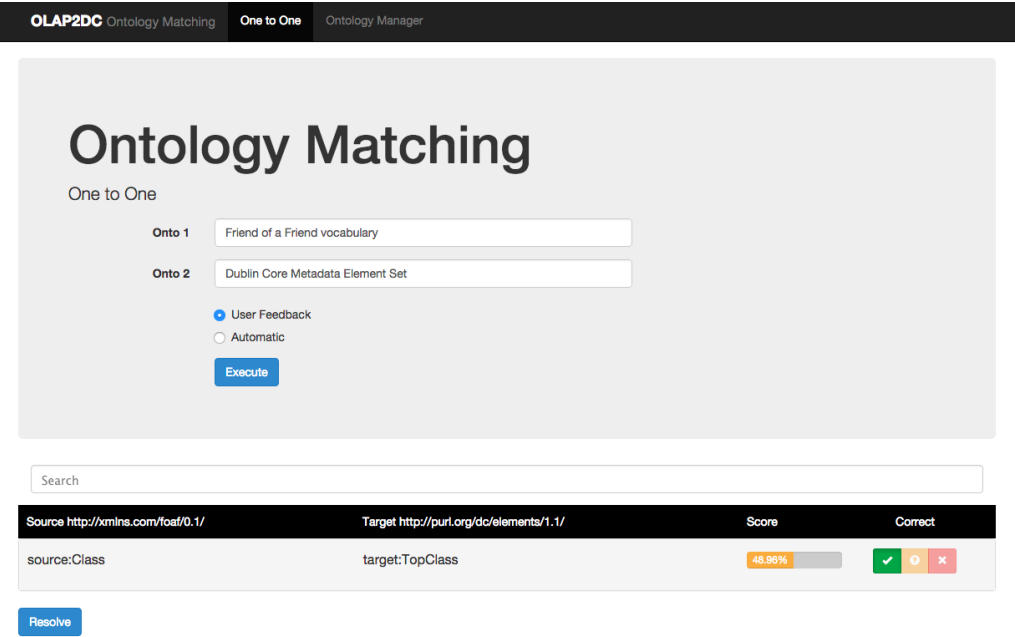 OLAP2DC Ontology Matching One to One Ontology Manager
Ontology Matching
One to One
Onto 1 Friend of a Friend vocabulary
Onto 2 Dublin Core Metadata Element Set
User Feedback
Automatic
Execute
Search
Source http://xmlns.com/foaf/0.1/ Target http://purl.org/dc/elements/1.1/ Score Correct
source:Class target:TopClass 48.96%
Resolve